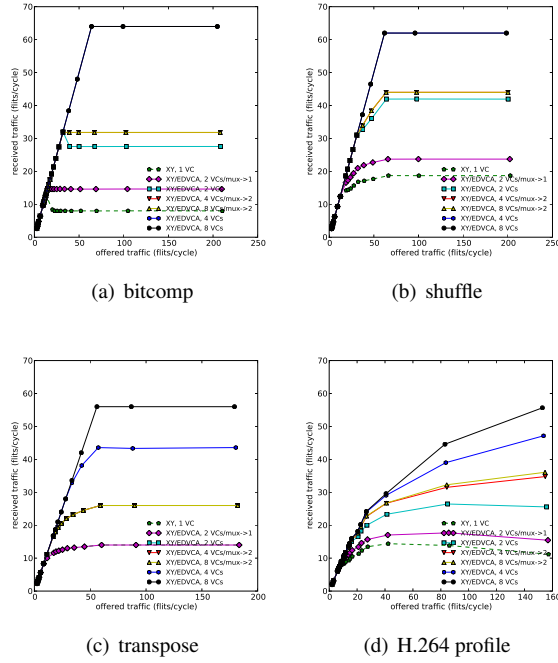 70
60
50
40
30
20
10
0
received traffic (flits/cycle)
XY, 1 VC
XY/EDVCA, 2 VCs/mux->1
XY/EDVCA, 2 VCs
XY/EDVCA, 4 VCs/mux->2
XY/EDVCA, 8 VCs/mux->2
XY/EDVCA, 4 VCs
XY/EDVCA, 8 VCs
0 50 100 150 200 250
offered traffic (flits/cycle)
(a) bitcomp
70
60
50
40
30
20
10
0
received traffic (flits/cycle)
XY, 1 VC
XY/EDVCA, 2 VCs/mux->1
XY/EDVCA, 2 VCs
XY/EDVCA, 4 VCs/mux->2
XY/EDVCA, 8 VCs/mux->2
XY/EDVCA, 4 VCs
XY/EDVCA, 8 VCs
0 50 100 150 200 250
offered traffic (flits/cycle)
(b) shuffle
70
60
50
40
30
20
10
0
received traffic (flits/cycle)
XY, 1 VC
XY/EDVCA, 2 VCs/mux->1
XY/EDVCA, 2 VCs
XY/EDVCA, 4 VCs/mux->2
XY/EDVCA, 8 VCs/mux->2
XY/EDVCA, 4 VCs
XY/EDVCA, 8 VCs
0 50 100 150 200
offered traffic (flits/cycle)
(c) transpose
70
60
50
40
30
20
10
0
received traffic (flits/cycle)
XY, 1 VC
XY/EDVCA, 2 VCs/mux->1
XY/EDVCA, 2 VCs
XY/EDVCA, 4 VCs/mux->2
XY/EDVCA, 8 VCs/mux->2
XY/EDVCA, 4 VCs
XY/EDVCA, 8 VCs
0 20 40 60 80 100 120 140 160
offered traffic (flits/cycle)
(d) H.264 profile